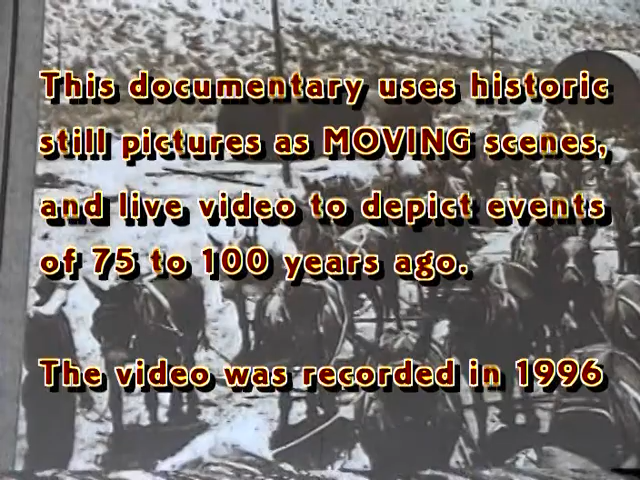 This documentary uses historic
still pictures as MOVING scenes,
and live video to depict events
of 75 to 100 years ago.
The video was recorded in 1996